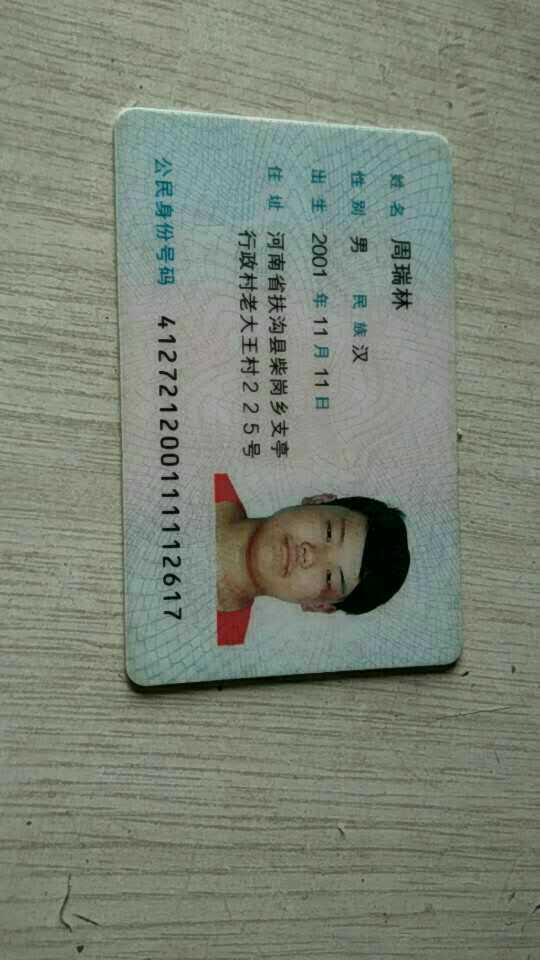 姓名 周瑞林
性别 男 民族 汉
出生 2001 年 11 月 11 日
住址 河南省扶沟县柴岗乡支亭
行政村老大王村225号
公民身份号码 412721200111112617